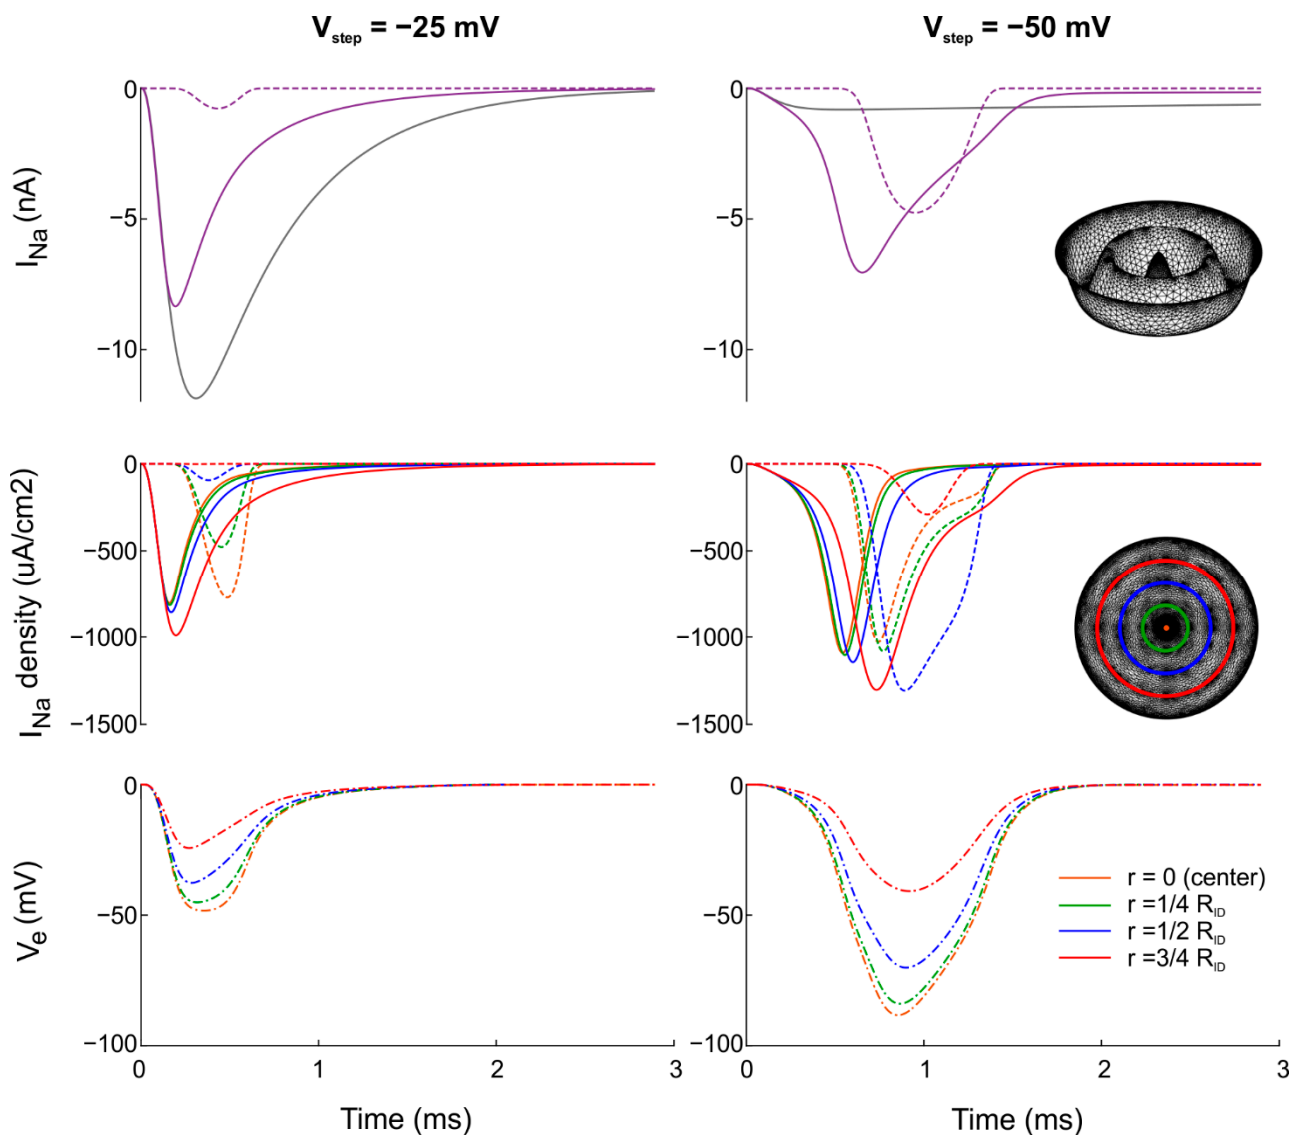 V_step = −25 mV
V_step = −50 mV
I_Na (nA)
0
−5
−10
0
−5
−10
I_Na density (uA/cm2)
0
−500
−1000
−1500
0
−500
−1000
−1500
V_e (mV)
0
−50
−100
0
−50
−100
r = 0 (center)
r =1/4 R_ID
r =1/2 R_ID
r =3/4 R_ID
0 1 2 3
0 1 2 3
Time (ms)
Time (ms)